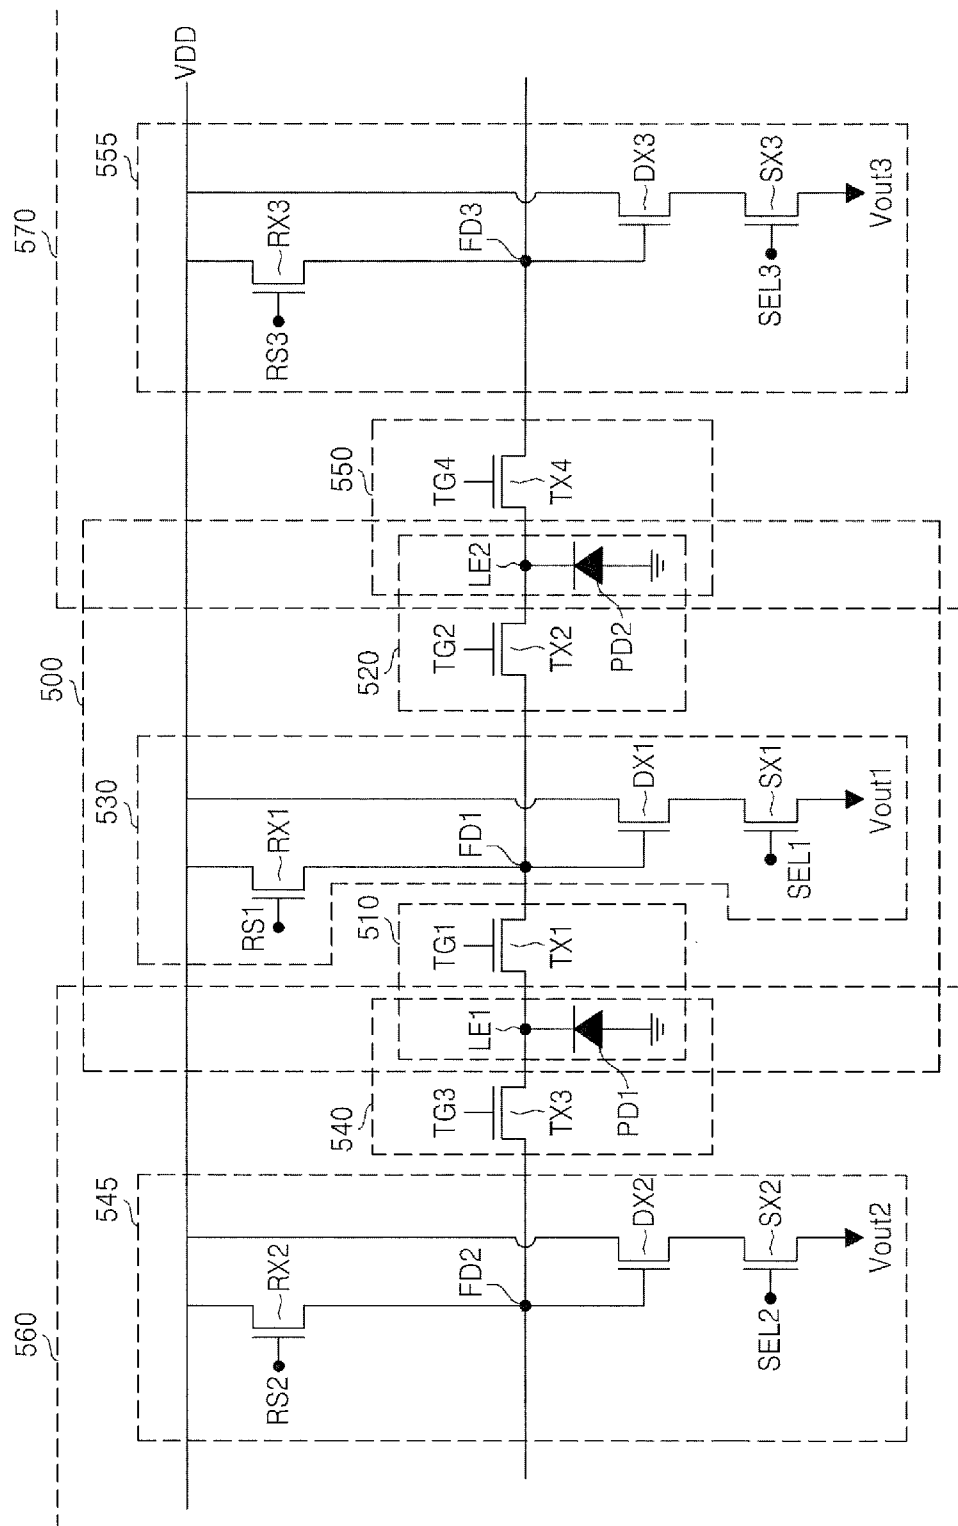 560
500
570
545
530
555
VDD
RX2
RX1
RX3
RS2
RS1
RS3
540
510
520
550
TG3
TG1
TG2
TG4
FD2
LE1
FD1
LE2
FD3
TX3
TX1
TX2
TX4
PD1
PD2
DX2
DX1
DX3
SX2
SX1
SX3
SEL2
SEL1
SEL3
Vout2
Vout1
Vout3